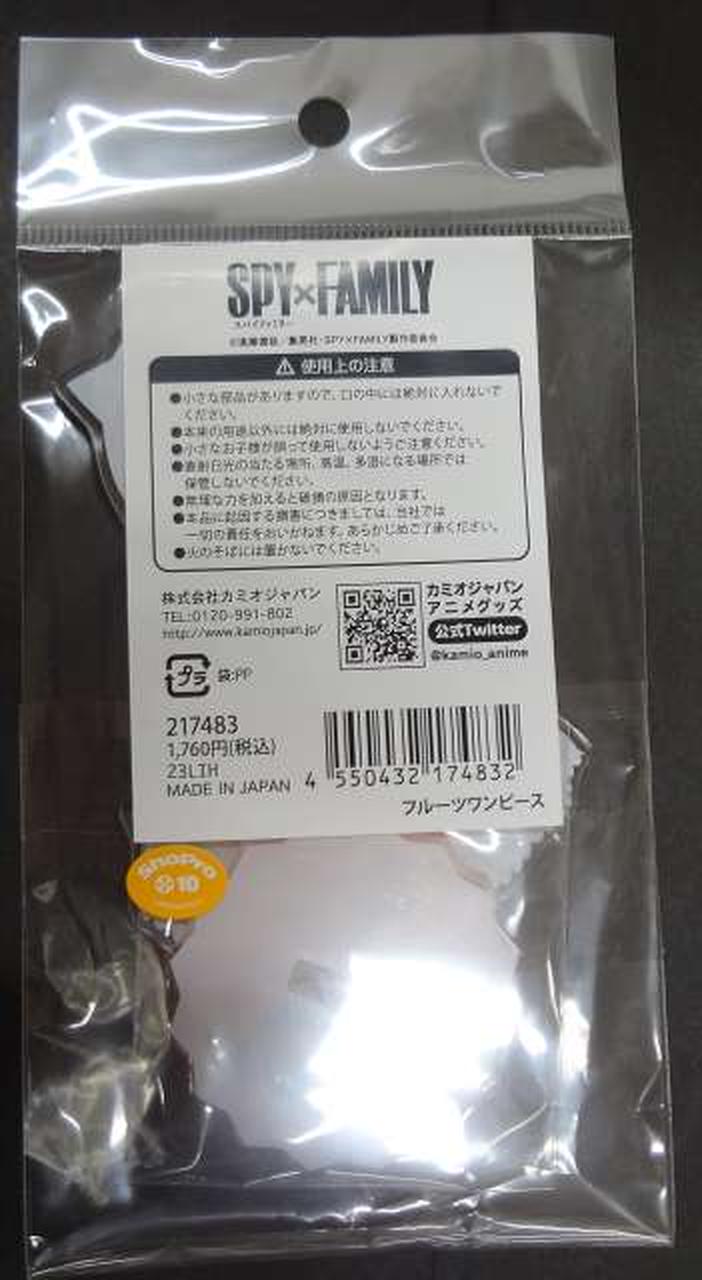 SPY×FAMILY
スパイファミリー
©遠藤達哉／集英社・SPY×FAMILY製作委員会
使用上の注意
●小さな部品がありますので、口の中には絶対に入れないで
ください。
●本来の用途以外には絶対に使用しないでください。
●小さなお子様が誤って使用しないようご注意ください。
●直射日光の当たる場所、高温、多湿になる場所では
保管しないでください。
●無理な力を加えると破損の原因となります。
●本品に起因する損害につきましては、当社では
一切の責任をおいかねます。あらかじめご了承ください。
●火のそばには置かないでください。
株式会社カミオジャパン
TEL:0120-991-802
http://www.kamiojapan.jp/
カミオジャパン
アニメグッズ
公式Twitter
@kamio_anime
プラ 袋:PP
217483
1,760円(税込)
23LTH
MADE IN JAPAN
4 550432 174832
フルーツワンピース
ShoPro
10